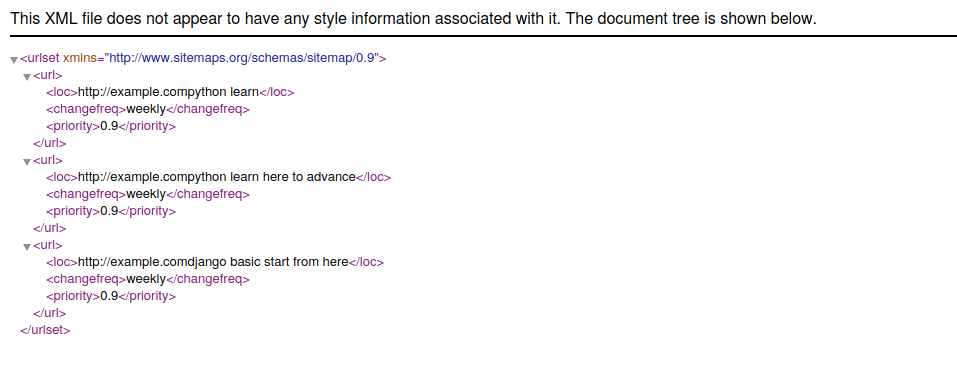 This XML file does not appear to have any style information associated with it. The document tree is shown below.
<urlset xmlns="http://www.sitemaps.org/schemas/sitemap/0.9">
<url>
<loc>http://example.compython learn</loc>
<changefreq>weekly</changefreq>
<priority>0.9</priority>
</url>
<url>
<loc>http://example.compython learn here to advance</loc>
<changefreq>weekly</changefreq>
<priority>0.9</priority>
</url>
<url>
<loc>http://example.comdjango basic start from here</loc>
<changefreq>weekly</changefreq>
<priority>0.9</priority>
</url>
</urlset>